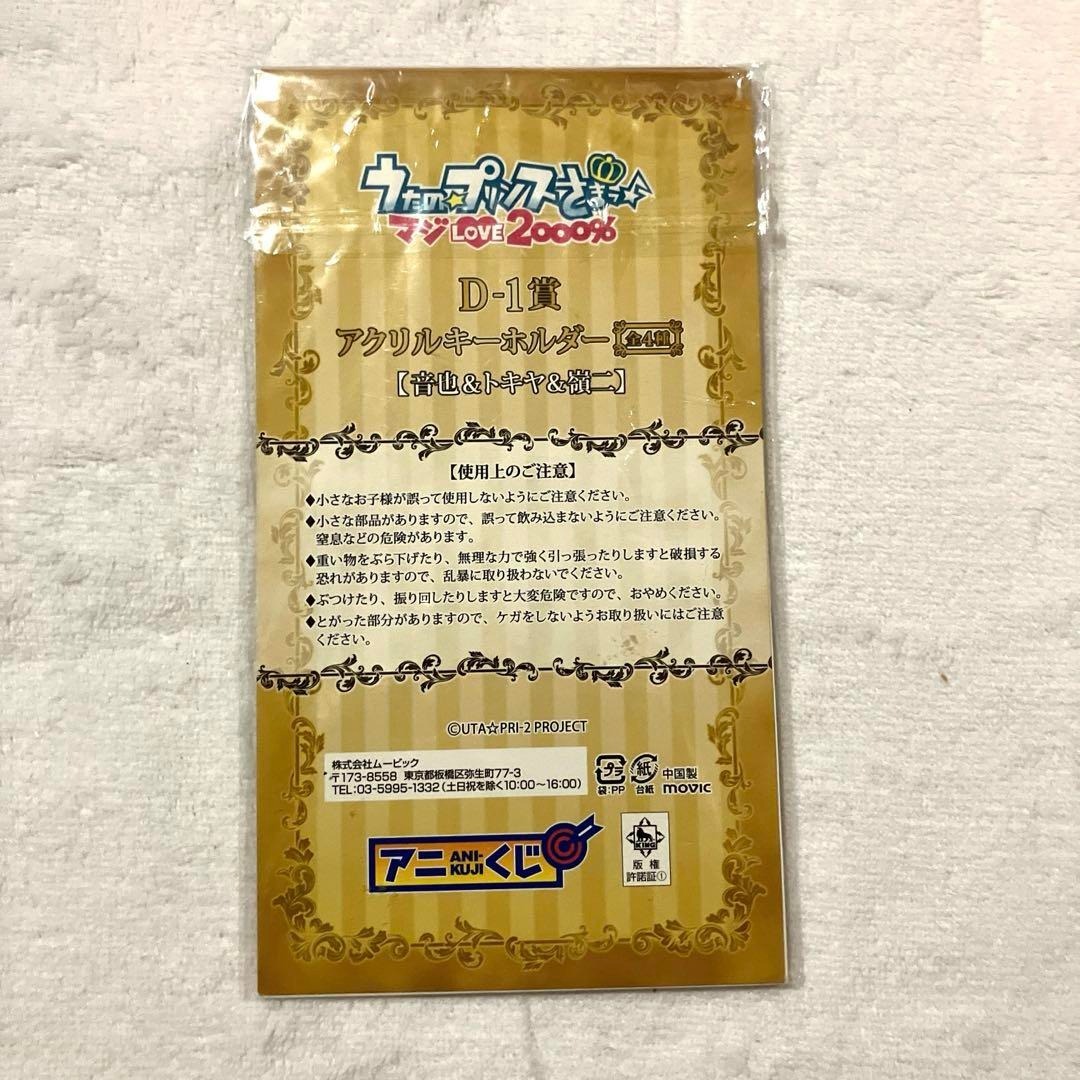 うたの☆プリンスさまっ♪
マジLOVE2000%
D-1賞
アクリルキーホルダー【全4種】
【音也&トキヤ&嶺二】
【使用上のご注意】
♦小さなお子様が誤って使用しないようにご注意ください。
♦小さな部品がありますので、誤って飲み込まないようにご注意ください。
窒息などの危険があります。
♦重い物をぶら下げたり、無理な力で強く引っ張ったりしますと破損する
恐れがありますので、乱暴に取り扱わないでください。
♦ぶつけたり、振り回したりしますと大変危険ですので、おやめください。
♦とがった部分がありますので、ケガをしないようお取り扱いにはご注意
ください。
©UTA☆PRI-2 PROJECT
株式会社ムービック
〒173-8558 東京都板橋区弥生町77-3
TEL:03-5995-1332(土日祝を除く10:00~16:00)
プラ
袋:PP
紙
台紙
中国製
movic
アニくじ
ANI-KUJI
KING
版権
許諾証①